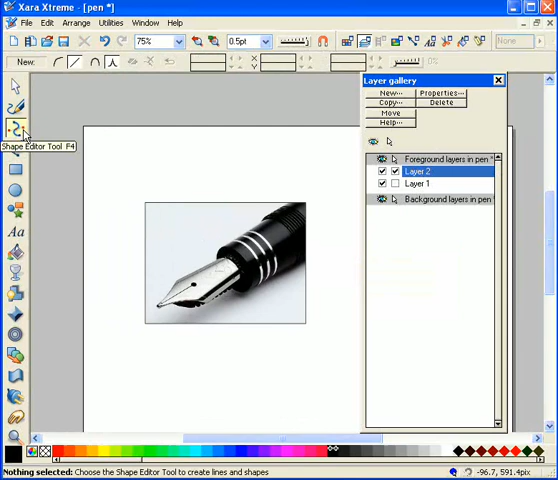 Xara Xtreme - [pen *]
File Edit Arrange Utilities Window Help
75% 0.5pt None
New: X Y 0%
Layer gallery
New... Properties...
Copy... Delete
Move
Help...
Foreground layers in pen *
Layer 2
Layer 1
Background layers in pen
Shape Editor Tool F4
Aa
Nothing selected: Choose the Shape Editor Tool to create lines and shapes
-96.7, 591.4pix